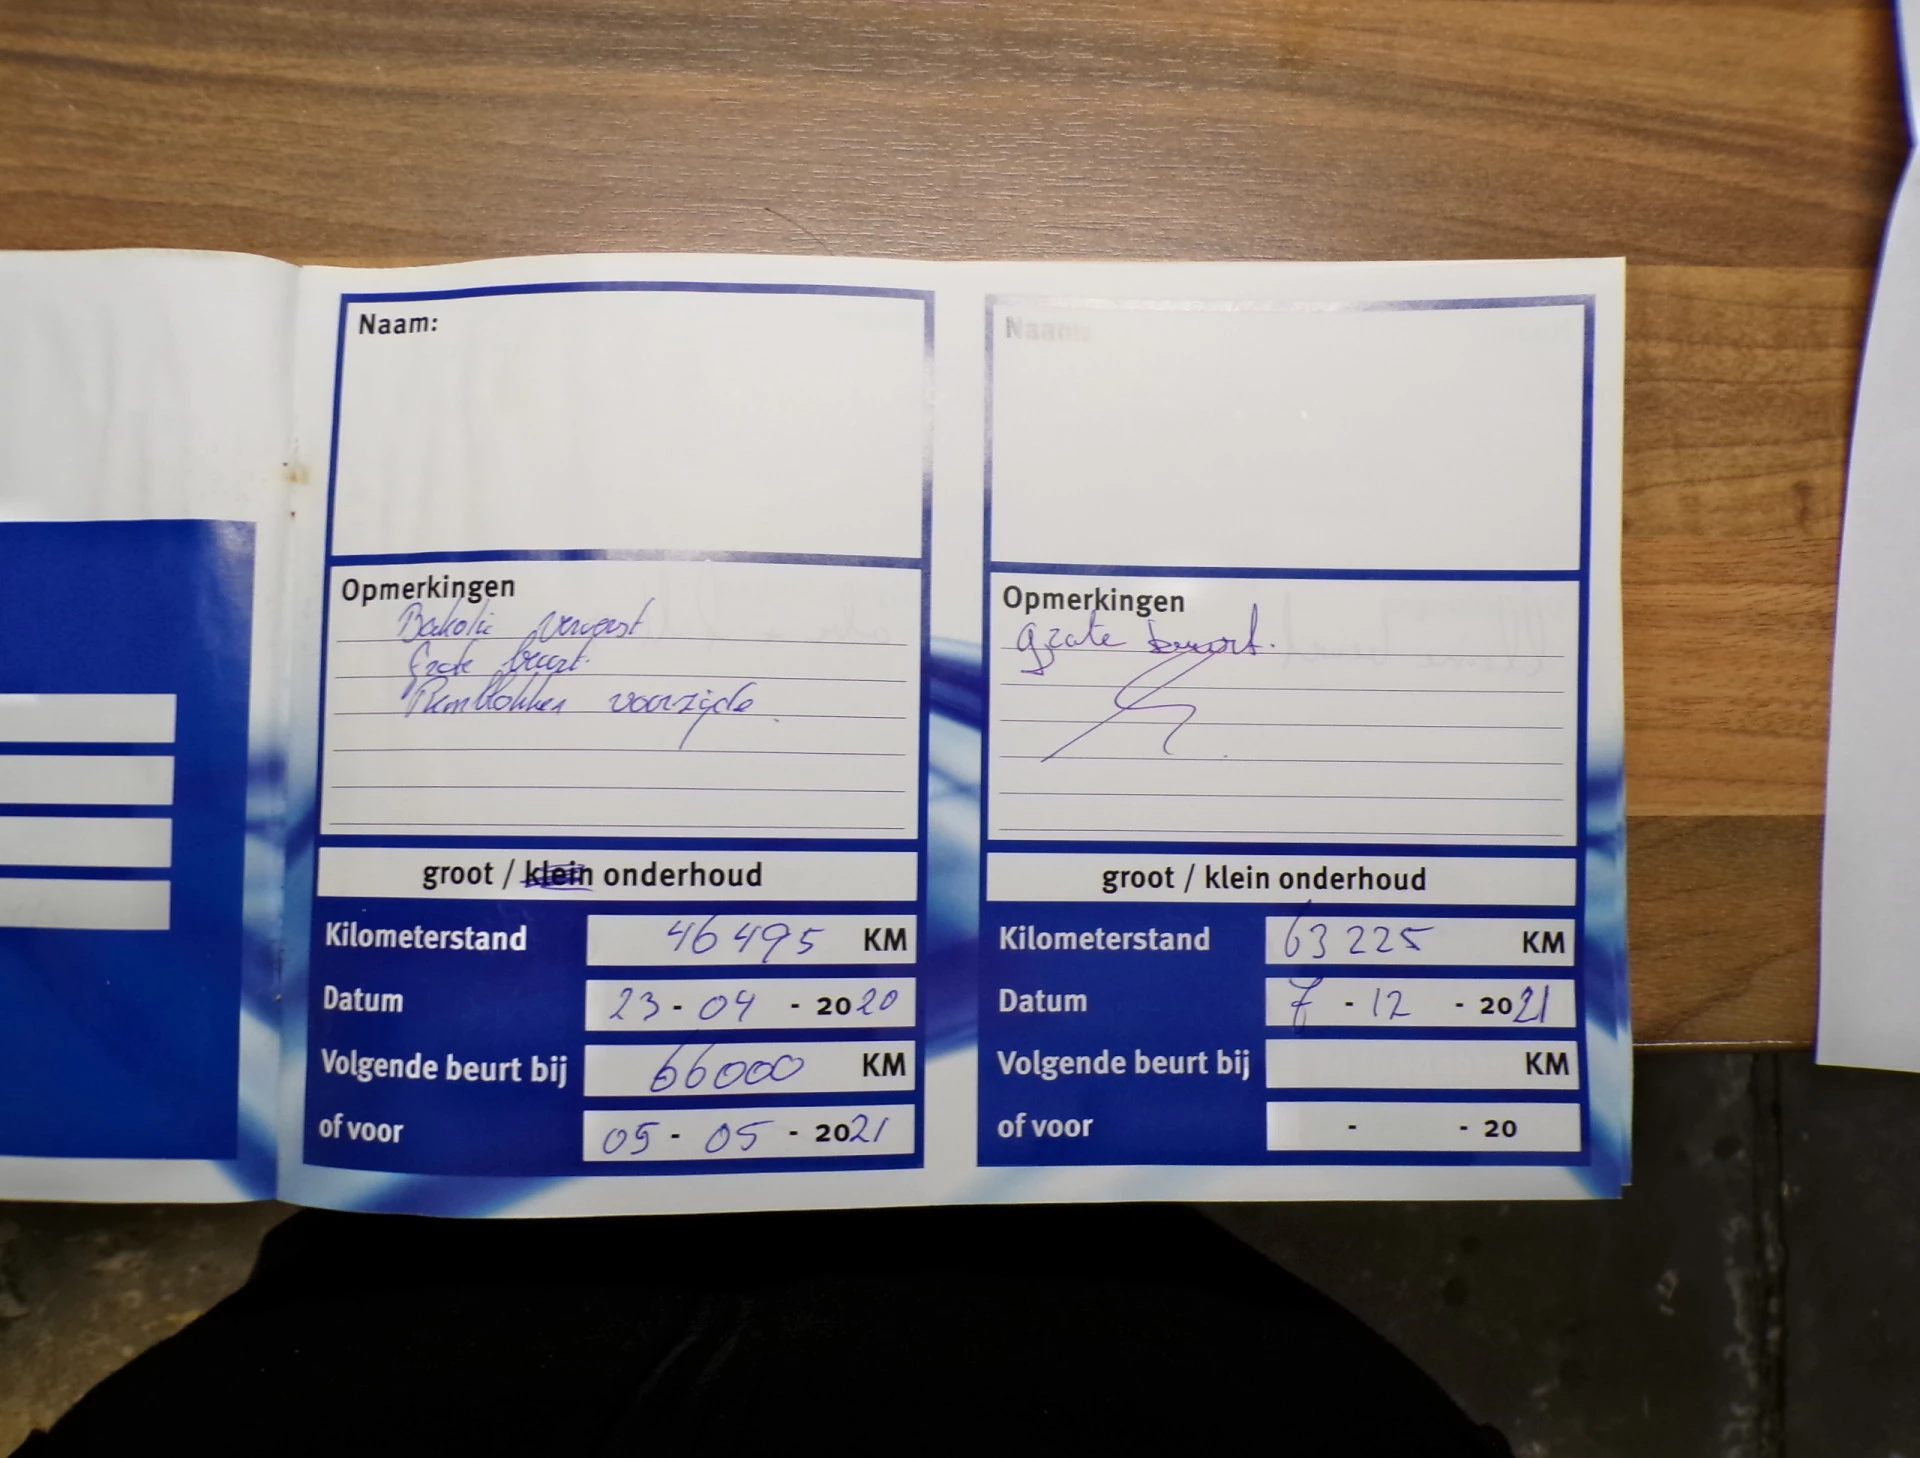 Naam:
Opmerkingen
Bakolie ververst
Grote beurt.
Remblokken voorzijde.
groot / klein onderhoud
Kilometerstand 46495 KM
Datum 23 - 04 - 2020
Volgende beurt bij 66000 KM
of voor 05 - 05 - 2021
Naam:
Opmerkingen
grote beurt.
groot / klein onderhoud
Kilometerstand 63225 KM
Datum 7 - 12 - 2021
Volgende beurt bij KM
of voor - - 20